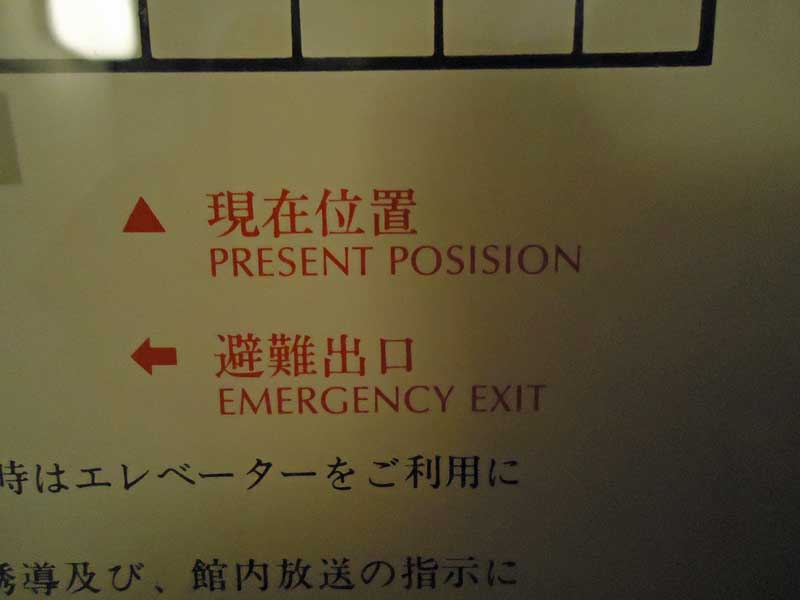 現在位置
PRESENT POSISION
避難出口
EMERGENCY EXIT
時はエレベーターをご利用に
誘導及び、館内放送の指示に